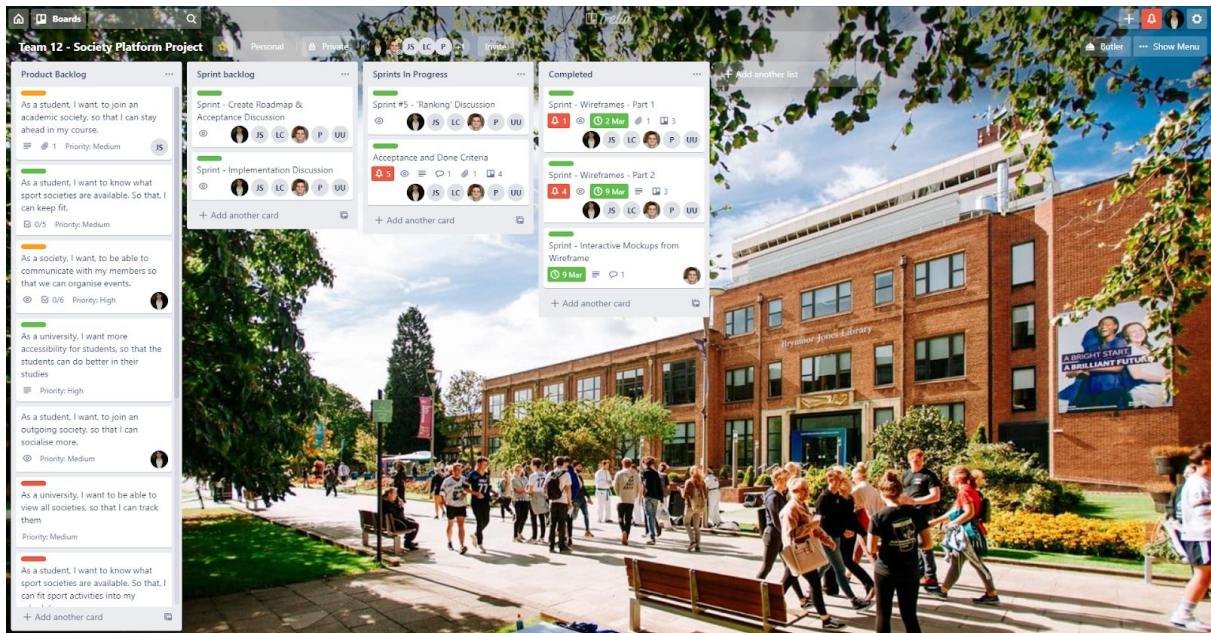 Boards
Trello
Team 12 - Society Platform Project
Personal
Private
JS LC P +1
Invite
Butler
Show Menu
Product Backlog
As a student, I want, to join an
academic society, so that I can stay
ahead in my course.
1 Priority: Medium
JS
As a student, I want to know what
sport societies are available. So that, I
can keep fit.
0/5 Priority: Medium
As a society, I want, to be able to
communicate with my members so
that we can organise events.
0/6 Priority: High
As a university, I want more
accessibility for students, so that the
students can do better in their
studies
Priority: High
As a student, I want, to join an
outgoing society, so that I can
socialise more.
Priority: Medium
As a university, I want to be able to
view all societies, so that I can track
them
Priority: Medium
As a student, I want to know what
sport societies are available. So that, I
can fit sport activities into my
+ Add another card
Sprint backlog
Sprint - Create Roadmap &
Acceptance Discussion
JS LC P UU
Sprint - Implementation Discussion
JS LC P UU
+ Add another card
Sprints In Progress
Sprint #5 - 'Ranking' Discussion
JS LC P UU
Acceptance and Done Criteria
5 1 1 4
JS LC P UU
+ Add another card
Completed
Sprint - Wireframes - Part 1
1 2 Mar 1 3
JS LC P UU
Sprint - Wireframes - Part 2
4 9 Mar 3
JS LC P UU
Sprint - Interactive Mockups from
Wireframe
9 Mar 1
+ Add another card
+ Add another list
Brynmor Jones Library
A BRIGHT START,
A BRILLIANT FUTURE
17